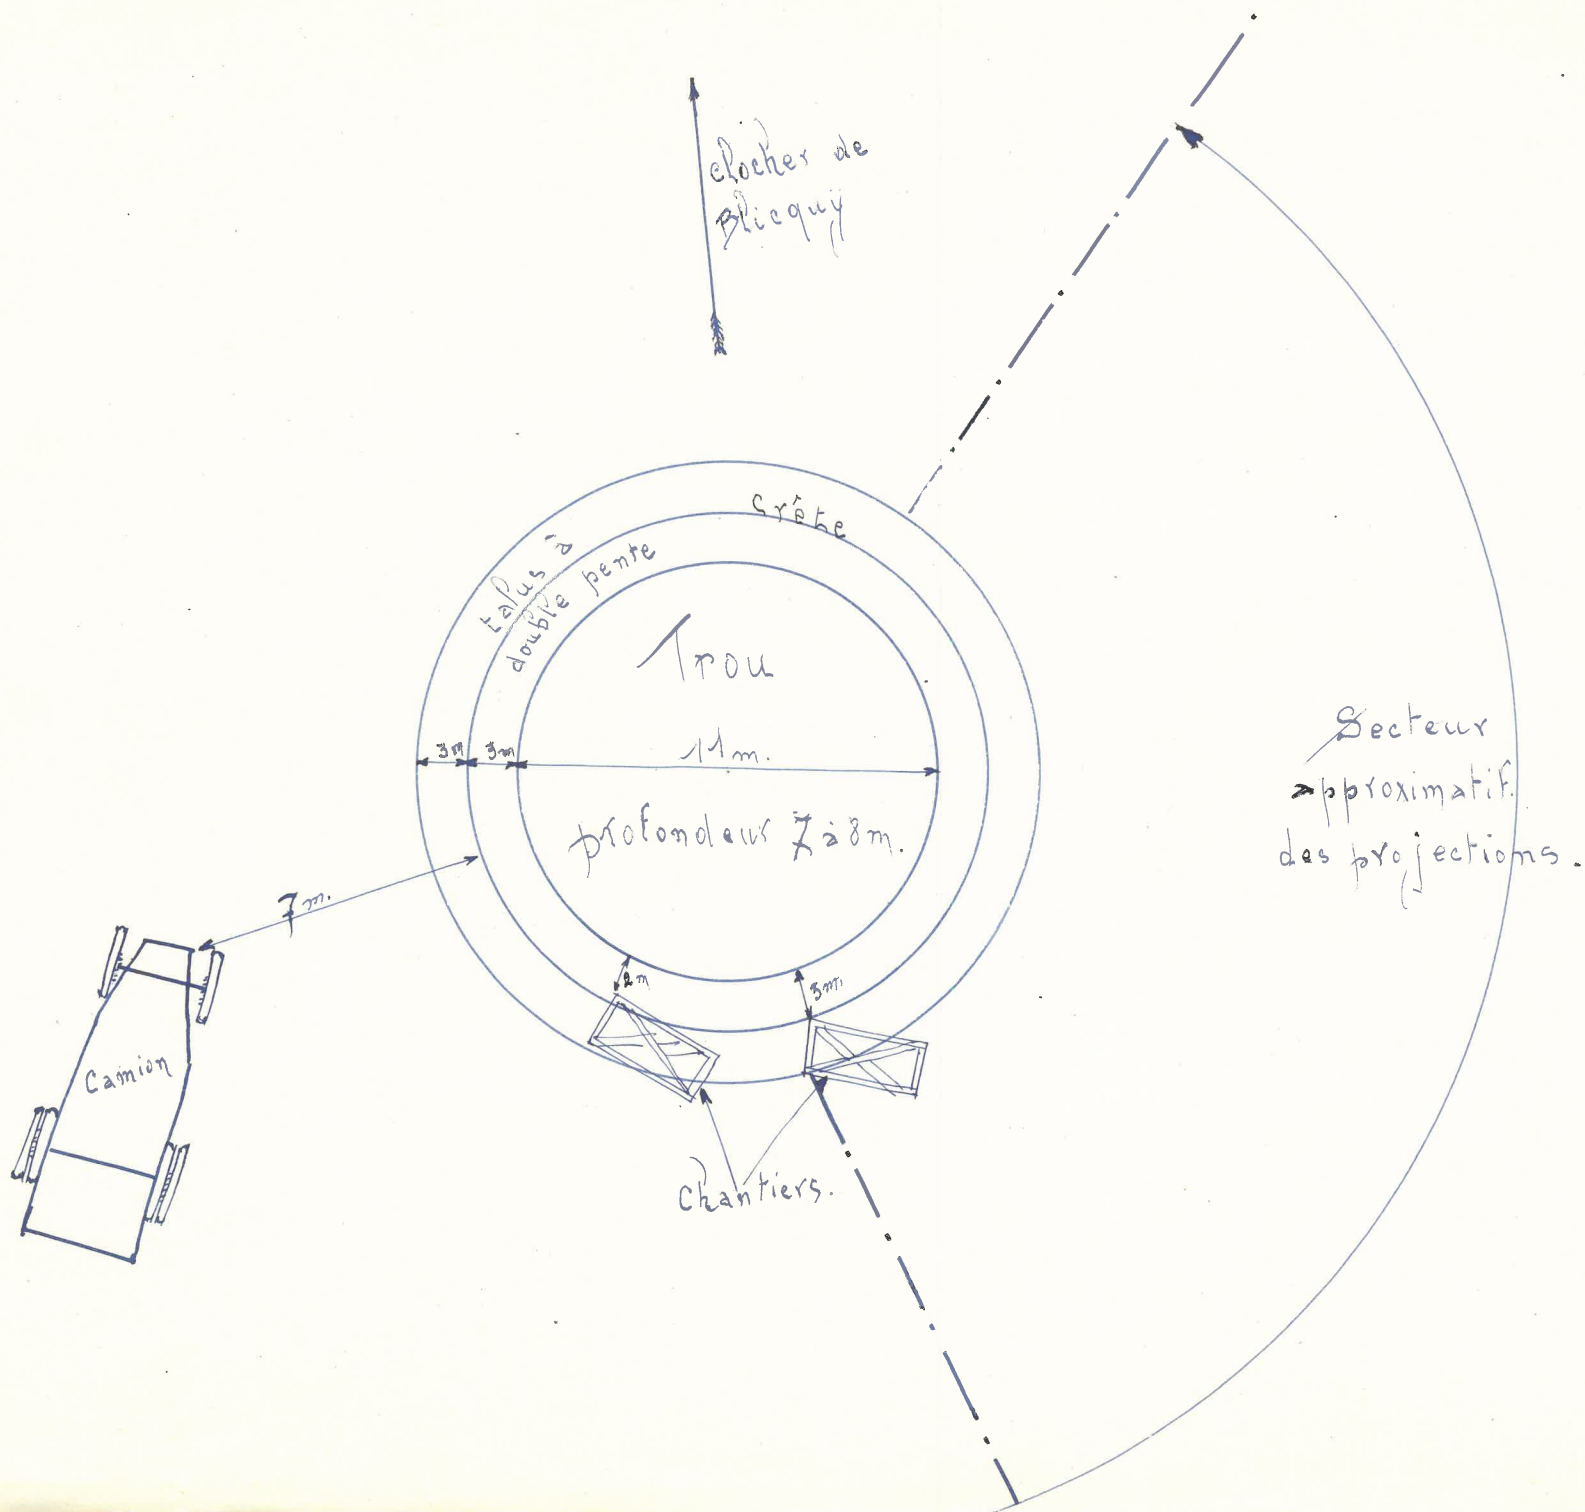 clocher de
Blicquÿ
Crête
talus à
double pente
Trou
3m 3m 11m.
profondeur 7 à 8m.
Secteur
approximatif.
des projections.
7m.
2m
3m.
Camion
Chantiers.